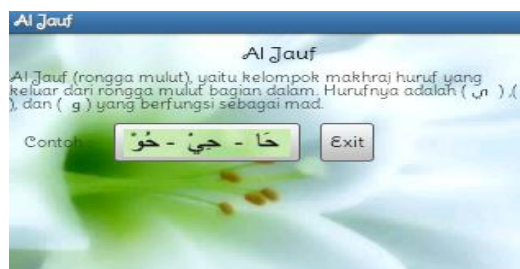 Al Jauf
Al Jauf
Al Jauf (rongga mulut), yaitu kelompok makhraj huruf yang
keluar dari rongga mulut bagian dalam. Hurufnya adalah ( ي ) ,(
), dan ( و ) yang berfungsi sebagai mad.
Contoh حَا - حِيْ - حُوْ Exit